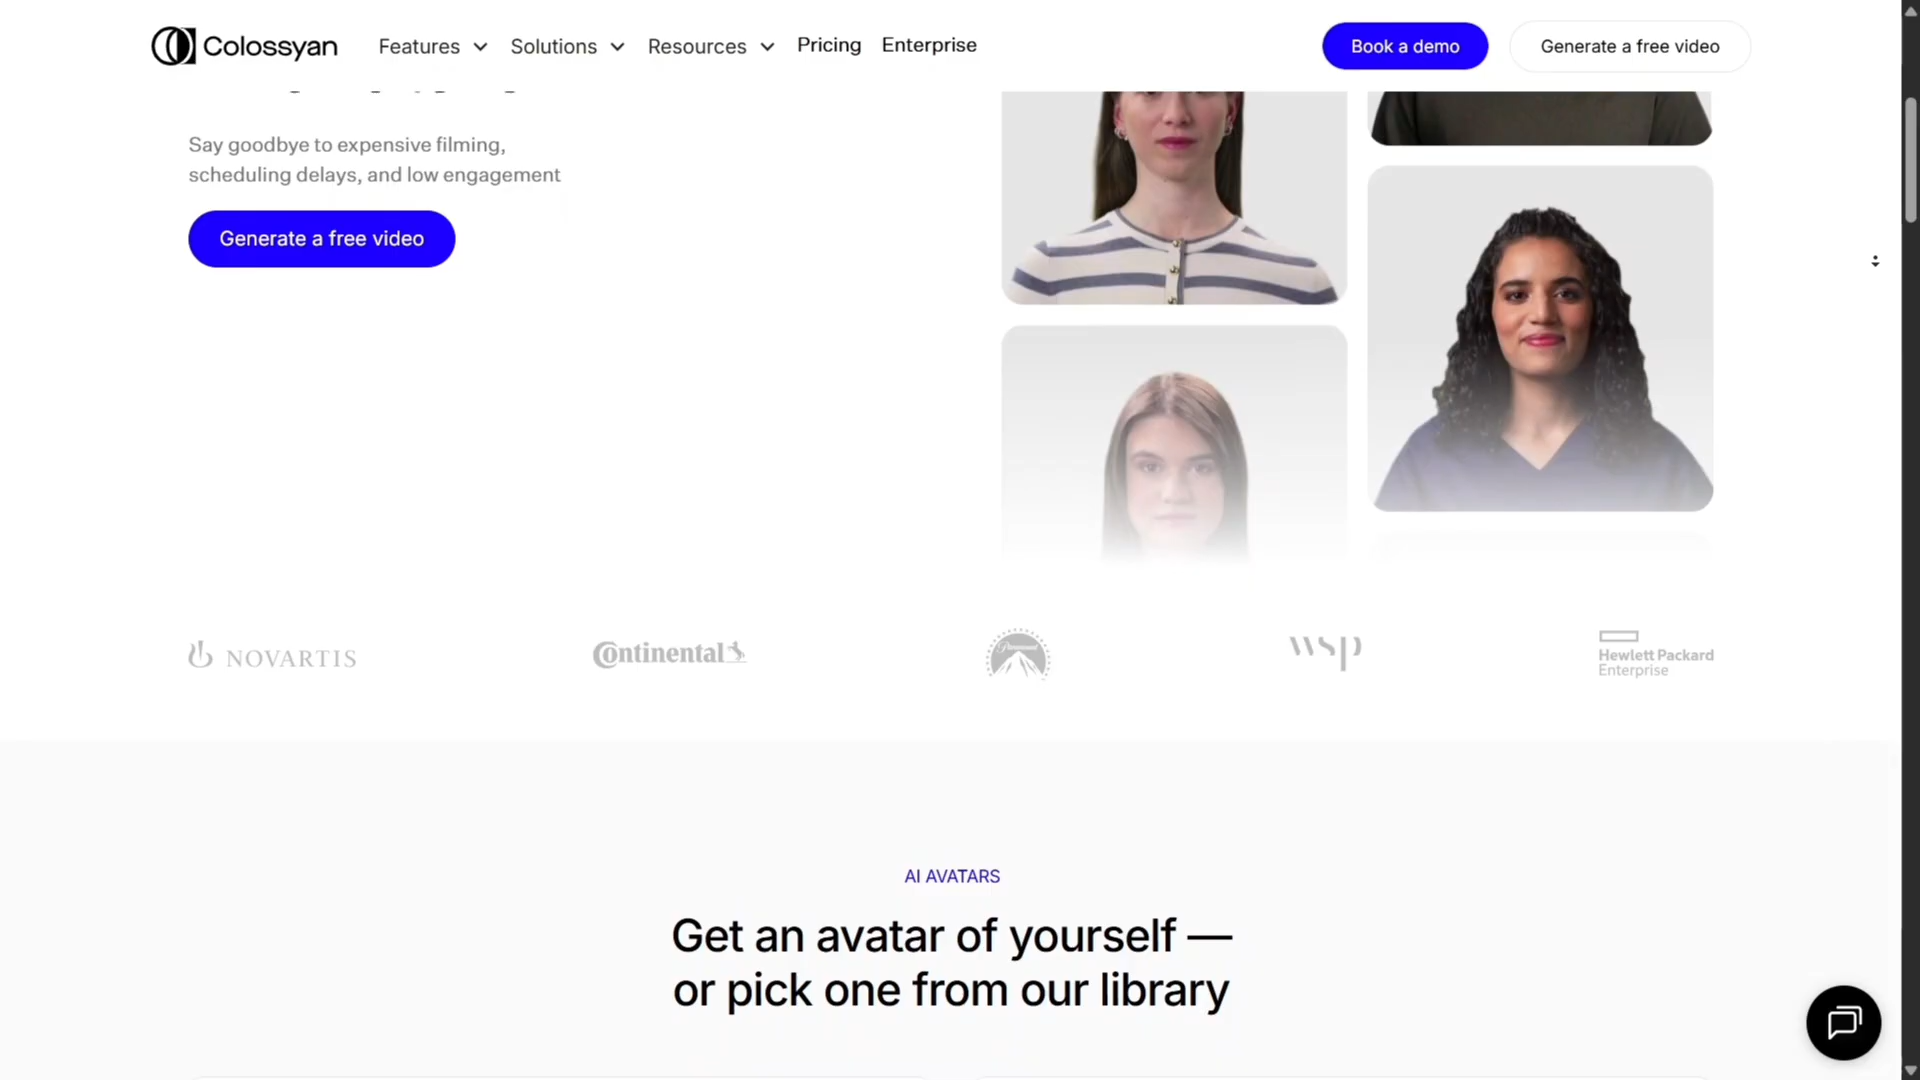 Colossyan
Features
Solutions
Resources
Pricing
Enterprise
Book a demo
Generate a free video
Say goodbye to expensive filming,
scheduling delays, and low engagement
Generate a free video
NOVARTIS
Continental
Paramount
wsp
Hewlett Packard
Enterprise
AI AVATARS
Get an avatar of yourself —
or pick one from our library